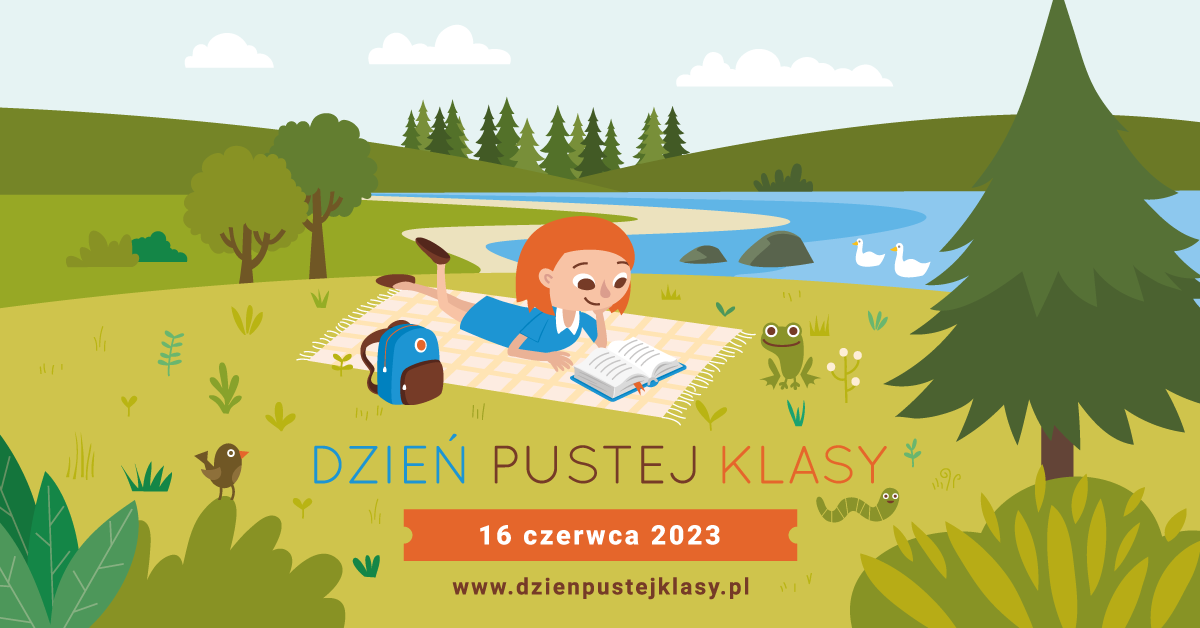 DZIEŃ PUSTEJ KLASY
16 czerwca 2023
www.dzienpustejklasy.pl